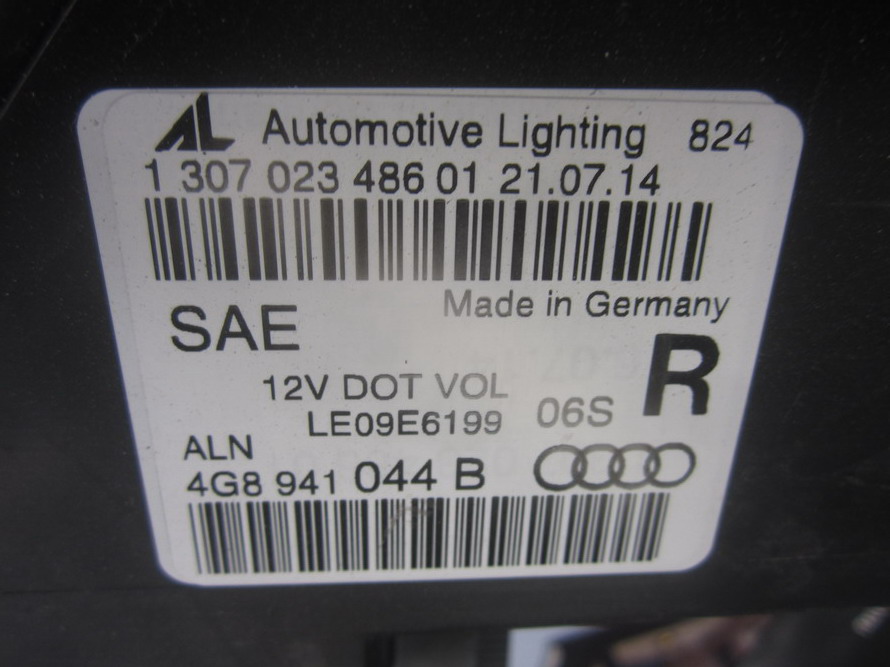 AL Automotive Lighting 824
1 307 023 486 01 21.07.14
Made in Germany
SAE
R
12V DOT VOL
LE09E6199 06S
ALN
4G8 941 044 B